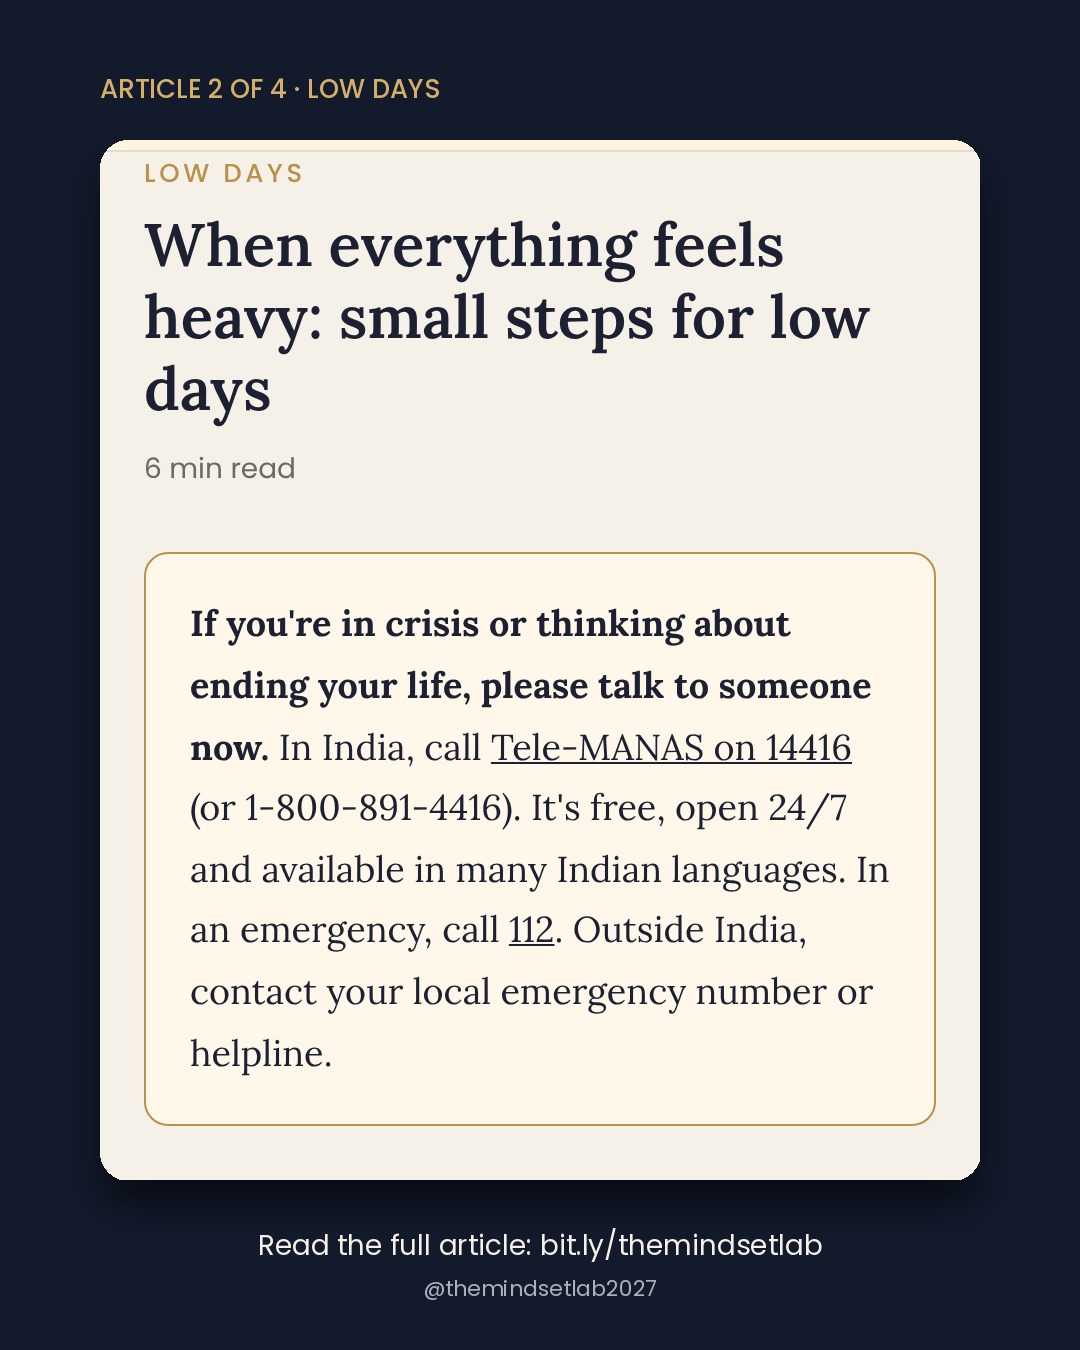 ARTICLE 2 OF 4 · LOW DAYS
LOW DAYS
When everything feels
heavy: small steps for low
days
6 min read
If you're in crisis or thinking about
ending your life, please talk to someone
now. In India, call Tele-MANAS on 14416
(or 1-800-891-4416). It's free, open 24/7
and available in many Indian languages. In
an emergency, call 112. Outside India,
contact your local emergency number or
helpline.
Read the full article: bit.ly/themindsetlab
@themindsetlab2027